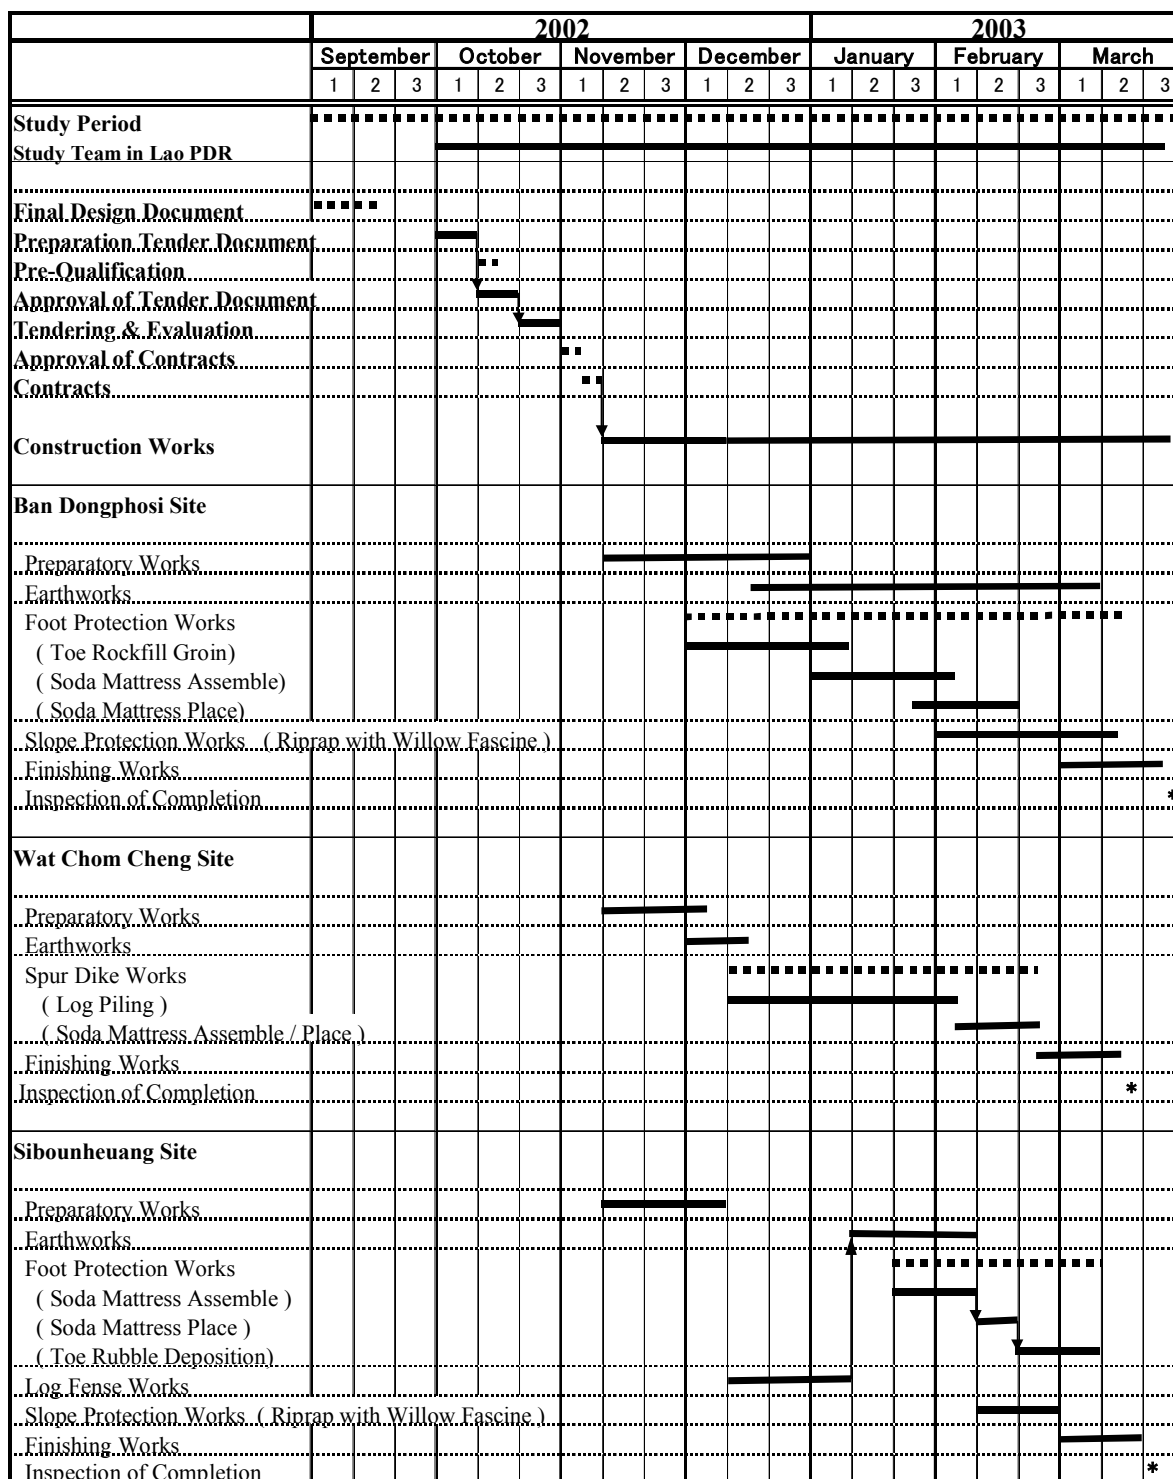 2002 2003
September October November December January February March
1 2 3 1 2 3 1 2 3 1 2 3 1 2 3 1 2 3 1 2 3
Study Period
Study Team in Lao PDR
Final Design Document
Preparation Tender Document
Pre-Qualification
Approval of Tender Document
Tendering & Evaluation
Approval of Contracts
Contracts
Construction Works
Ban Dongphosi Site
Preparatory Works
Earthworks
Foot Protection Works
( Toe Rockfill Groin)
( Soda Mattress Assemble)
( Soda Mattress Place)
Slope Protection Works ( Riprap with Willow Fascine )
Finishing Works
Inspection of Completion *
Wat Chom Cheng Site
Preparatory Works
Earthworks
Spur Dike Works
( Log Piling )
( Soda Mattress Assemble / Place )
Finishing Works
Inspection of Completion *
Sibounheuang Site
Preparatory Works
Earthworks
Foot Protection Works
( Soda Mattress Assemble )
( Soda Mattress Place )
( Toe Rubble Deposition)
Log Fense Works
Slope Protection Works ( Riprap with Willow Fascine )
Finishing Works
Inspection of Completion *